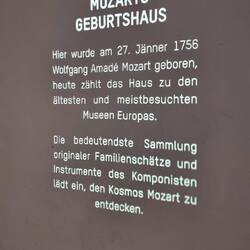 MOZARTS
GEBURTSHAUS
Hier wurde am 27. Jänner 1756
Wolfgang Amadé Mozart geboren,
heute zählt das Haus zu den
ältesten und meistbesuchten
Museen Europas.
Die bedeutendste Sammlung
originaler Familienschätze und
Instrumente des Komponisten
lädt ein, den Kosmos Mozart zu
entdecken.